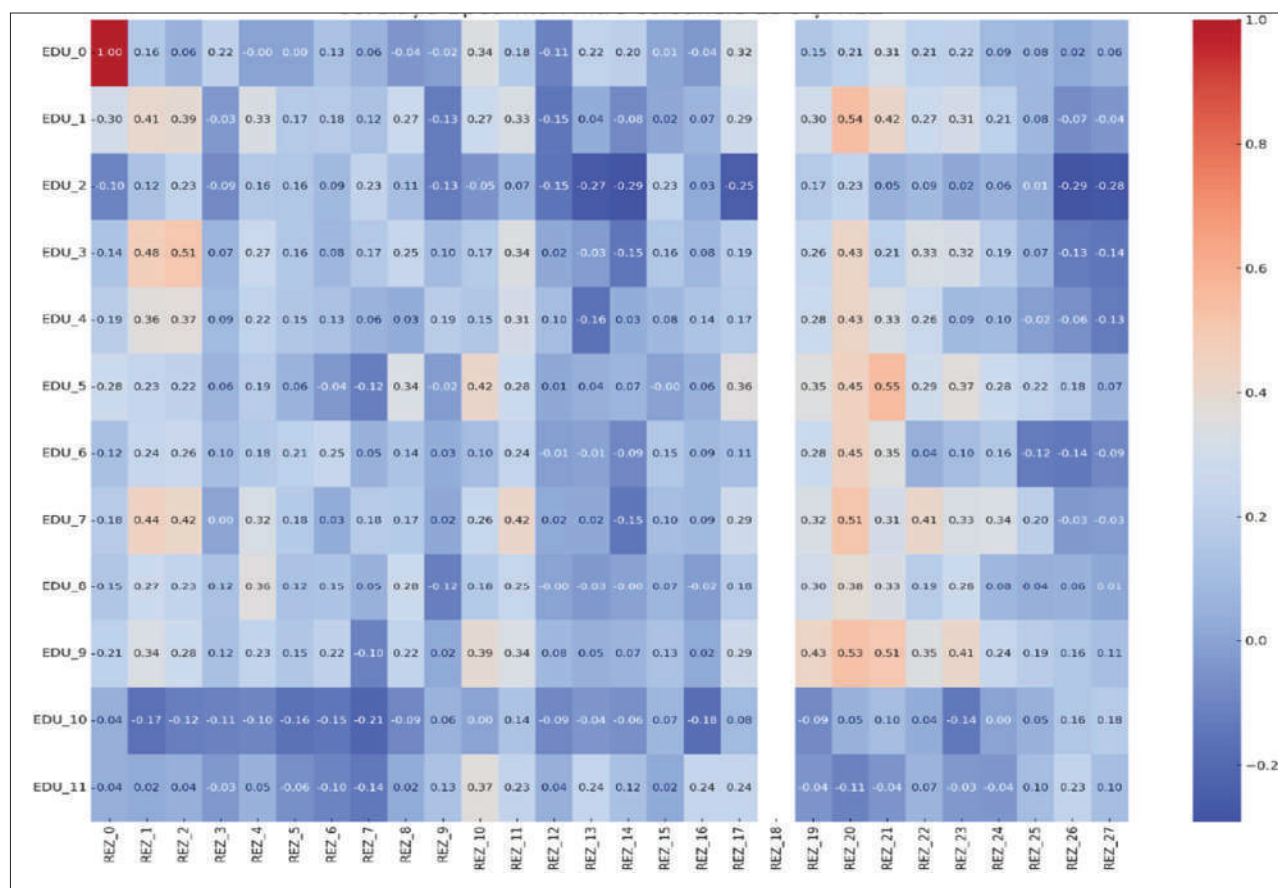 1.0
EDU_0 1.00 0.16 0.06 0.22 -0.00 0.00 0.13 0.06 -0.04 -0.02 0.34 0.18 -0.11 0.22 0.20 0.01 -0.04 0.32 0.15 0.21 0.31 0.21 0.22 0.09 0.08 0.02 0.06
EDU_1 0.30 0.41 0.39 -0.03 0.33 0.17 0.18 0.12 0.27 -0.13 0.27 0.33 -0.15 0.04 -0.08 0.02 0.07 0.29 0.30 0.54 0.42 0.27 0.31 0.21 0.08 -0.07 -0.04
0.8
EDU_2 -0.10 0.12 0.23 -0.09 0.16 0.16 0.09 0.23 0.11 -0.13 -0.05 0.07 -0.15 -0.27 -0.29 0.23 0.03 -0.25 0.17 0.23 0.05 0.09 0.02 0.06 0.01 -0.29 -0.28
EDU_3 0.14 0.48 0.51 0.07 0.27 0.16 0.08 0.17 0.25 0.10 0.17 0.34 0.02 -0.03 -0.15 0.16 0.08 0.19 0.26 0.43 0.21 0.33 0.32 0.19 0.07 -0.13 -0.14
0.6
EDU_4 0.19 0.36 0.37 0.09 0.22 0.15 0.13 0.06 0.03 0.19 0.15 0.31 0.10 -0.16 0.03 0.08 0.14 0.17 0.28 0.43 0.33 0.26 0.09 0.10 -0.02 -0.06 -0.13
EDU_5 0.28 0.23 0.22 0.06 0.19 0.06 -0.04 -0.12 0.34 -0.02 0.42 0.28 0.01 0.04 0.07 -0.00 0.06 0.36 0.35 0.45 0.55 0.29 0.37 0.28 0.22 0.18 0.07
0.4
EDU_6 0.12 0.24 0.26 0.10 0.18 0.21 0.25 0.05 0.14 0.03 0.10 0.24 -0.01 -0.01 -0.09 0.15 0.09 0.11 0.28 0.45 0.35 0.04 0.10 0.16 -0.12 -0.14 -0.09
EDU_7 0.18 0.44 0.42 0.00 0.32 0.18 0.03 0.18 0.17 0.02 0.26 0.42 0.02 0.02 -0.15 0.10 0.09 0.29 0.32 0.51 0.31 0.41 0.33 0.34 0.20 -0.03 -0.03
0.2
EDU_8 0.15 0.27 0.23 0.12 0.36 0.12 0.15 0.05 0.28 -0.12 0.18 0.25 -0.00 -0.03 -0.00 0.07 -0.02 0.18 0.30 0.38 0.33 0.19 0.28 0.08 0.04 0.06 0.01
0.0
EDU_9 0.21 0.34 0.28 0.12 0.23 0.15 0.22 -0.10 0.22 0.02 0.39 0.34 0.08 0.05 0.07 0.13 0.02 0.29 0.43 0.53 0.51 0.35 0.41 0.24 0.19 0.16 0.11
EDU_10 0.04 -0.17 -0.12 -0.11 -0.10 -0.16 -0.15 -0.21 -0.09 0.06 0.00 0.14 -0.09 -0.04 -0.06 0.07 -0.18 0.08 -0.09 0.05 0.10 0.04 -0.14 0.00 0.05 0.16 0.18
-0.2
EDU_11 0.04 0.02 0.04 -0.03 0.05 -0.06 -0.10 -0.14 0.02 0.13 0.37 0.23 0.04 0.24 0.12 0.02 0.24 0.24 -0.04 -0.11 -0.04 0.07 -0.03 -0.04 0.10 0.23 0.10
REZ_0 REZ_1 REZ_2 REZ_3 REZ_4 REZ_5 REZ_6 REZ_7 REZ_8 REZ_9 REZ_10 REZ_11 REZ_12 REZ_13 REZ_14 REZ_15 REZ_16 REZ_17 REZ_18 REZ_19 REZ_20 REZ_21 REZ_22 REZ_23 REZ_24 REZ_25 REZ_26 REZ_27